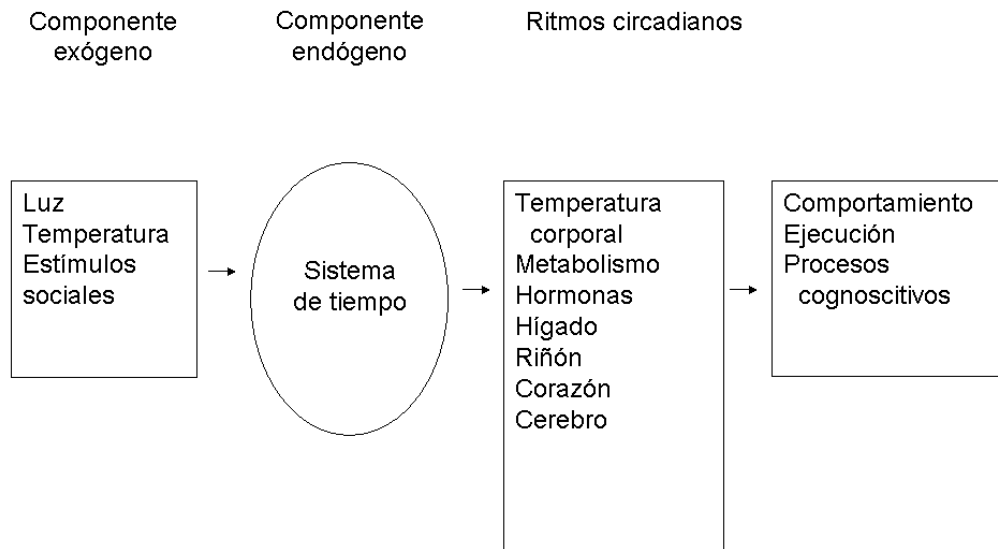 Componente
exógeno
Componente
endógeno
Ritmos circadianos
Luz
Temperatura
Estímulos
sociales
Sistema
de tiempo
Temperatura
corporal
Metabolismo
Hormonas
Hígado
Riñón
Corazón
Cerebro
Comportamiento
Ejecución
Procesos
cognoscitivos